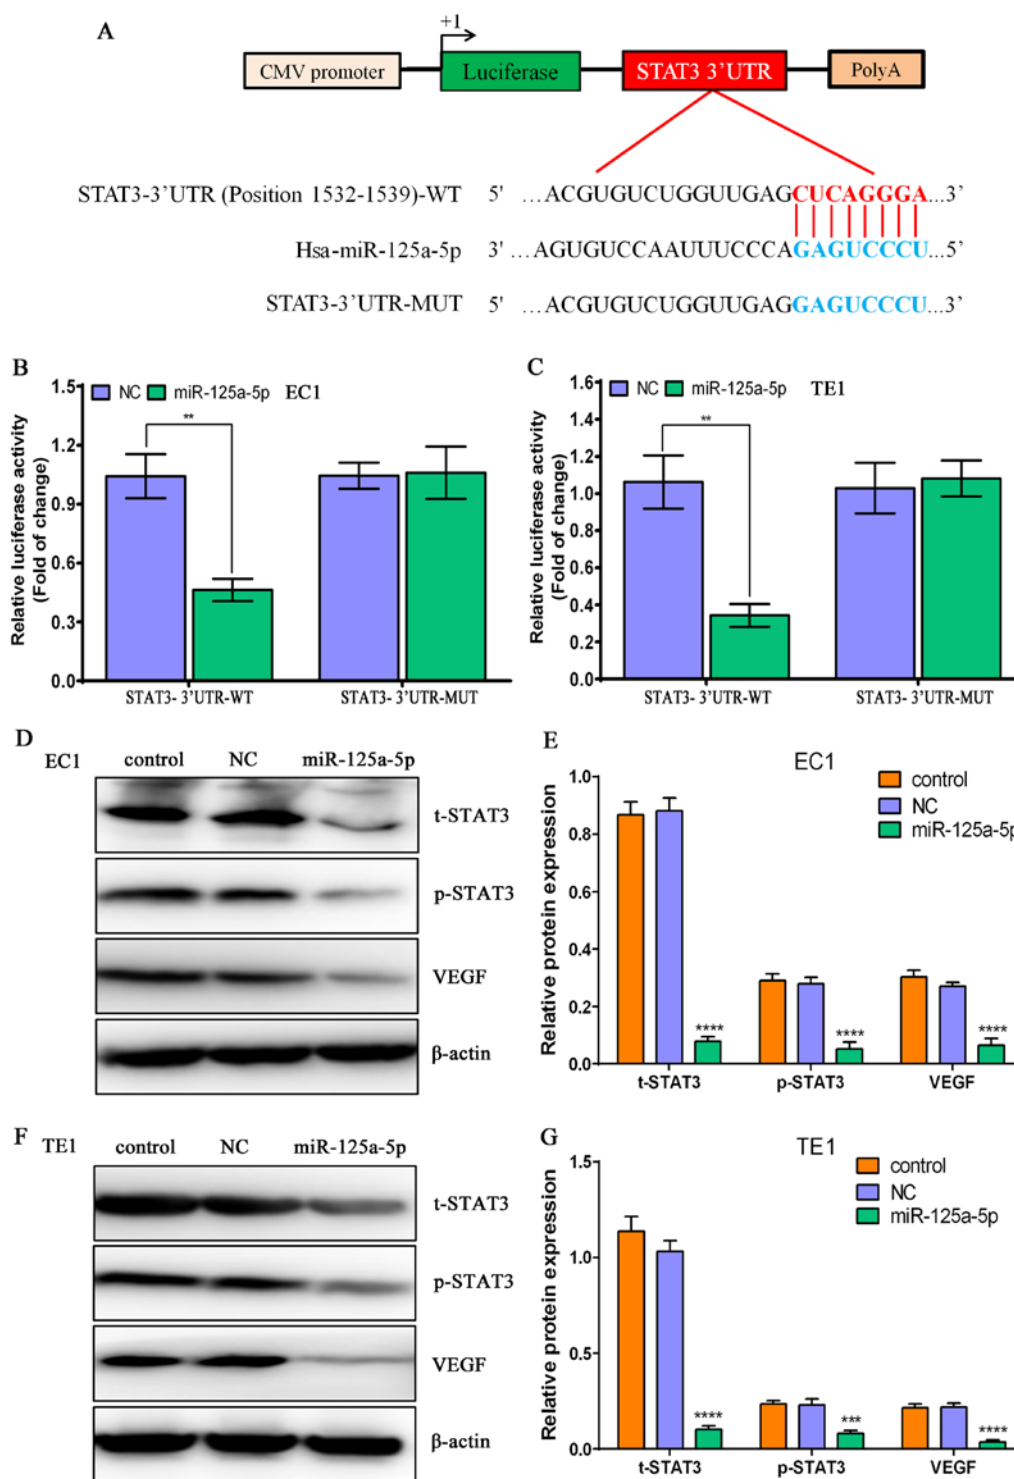 A
+1
CMV promoter
Luciferase
STAT3 3’UTR
PolyA
STAT3-3’UTR (Position 1532-1539)-WT 5' ...ACGUGUCUGGUUGAGCUCAGGGA...3’
Hsa-miR-125a-5p 3' ...AGUGUCCAAUUUCCCAGAGUCCCU...5’
STAT3-3’UTR-MUT 5' ...ACGUGUCUGGUUGAGGAGUCCCU...3’
B
NC miR-125a-5p EC1
**
Relative luciferase activity
(Fold of change)
1.5
1.2
0.9
0.6
0.3
0.0
STAT3- 3’UTR-WT STAT3- 3’UTR-MUT
C
NC miR-125a-5p TE1
**
Relative luciferase activity
(Fold of change)
1.6
1.4
1.2
1.0
0.8
0.6
0.4
0.2
0.0
STAT3- 3’UTR-WT STAT3- 3’UTR-MUT
D
EC1 control NC miR-125a-5p
t-STAT3
p-STAT3
VEGF
β-actin
E
EC1
control
NC
miR-125a-5p
Relative protein expression
1.0
0.8
0.6
0.4
0.2
0.0
**** **** ****
t-STAT3 p-STAT3 VEGF
F
TE1 control NC miR-125a-5p
t-STAT3
p-STAT3
VEGF
β-actin
G
TE1
control
NC
miR-125a-5p
Relative protein expression
1.5
1.0
0.5
0.0
**** *** ****
t-STAT3 p-STAT3 VEGF